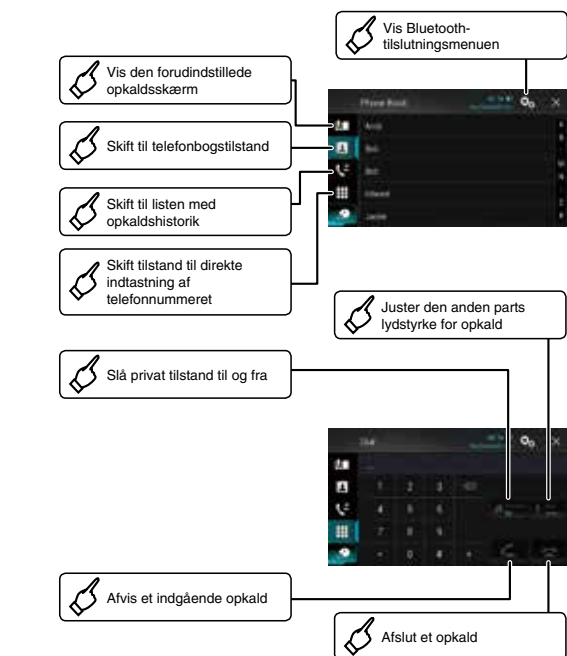 Vis Bluetooth-
tilslutningsmenuen
Vis den forudindstillede
opkaldsskærm
Skift til telefonbogstilstand
Skift til listen med
opkaldshistorik
Skift tilstand til direkte
indtastning af
telefonnummeret
Phone Book
Juster den anden parts
lydstyrke for opkald
Slå privat tilstand til og fra
Dial
1 2 3
4 5 6
7 8 9
* 0 # +
Afvis et indgående opkald
Afslut et opkald